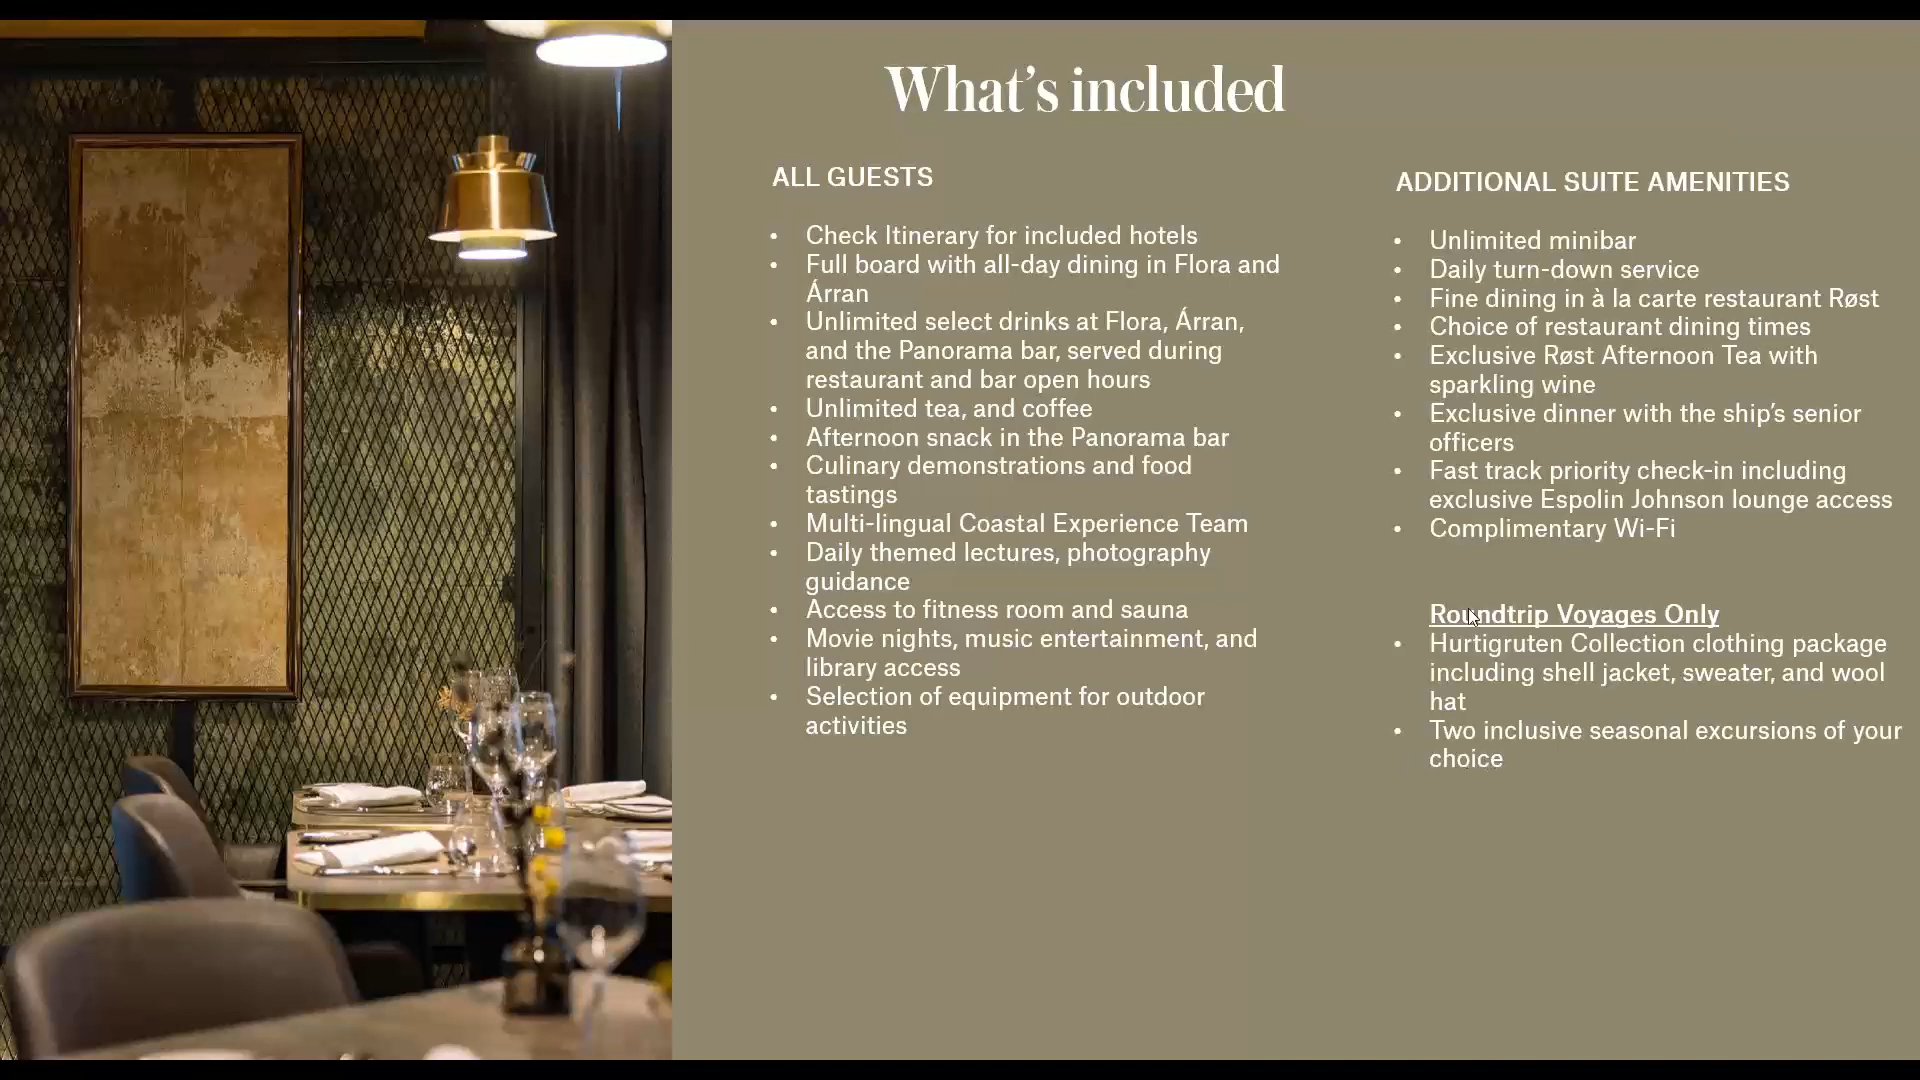 What's included
ALL GUESTS
• Check Itinerary for included hotels
• Full board with all-day dining in Flora and
Árran
• Unlimited select drinks at Flora, Árran,
and the Panorama bar, served during
restaurant and bar open hours
• Unlimited tea, and coffee
• Afternoon snack in the Panorama bar
• Culinary demonstrations and food
tastings
• Multi-lingual Coastal Experience Team
• Daily themed lectures, photography
guidance
• Access to fitness room and sauna
• Movie nights, music entertainment, and
library access
• Selection of equipment for outdoor
activities
ADDITIONAL SUITE AMENITIES
• Unlimited minibar
• Daily turn-down service
• Fine dining in à la carte restaurant Røst
• Choice of restaurant dining times
• Exclusive Røst Afternoon Tea with
sparkling wine
• Exclusive dinner with the ship's senior
officers
• Fast track priority check-in including
exclusive Espolin Johnson lounge access
• Complimentary Wi-Fi
Roundtrip Voyages Only
• Hurtigruten Collection clothing package
including shell jacket, sweater, and wool
hat
• Two inclusive seasonal excursions of your
choice